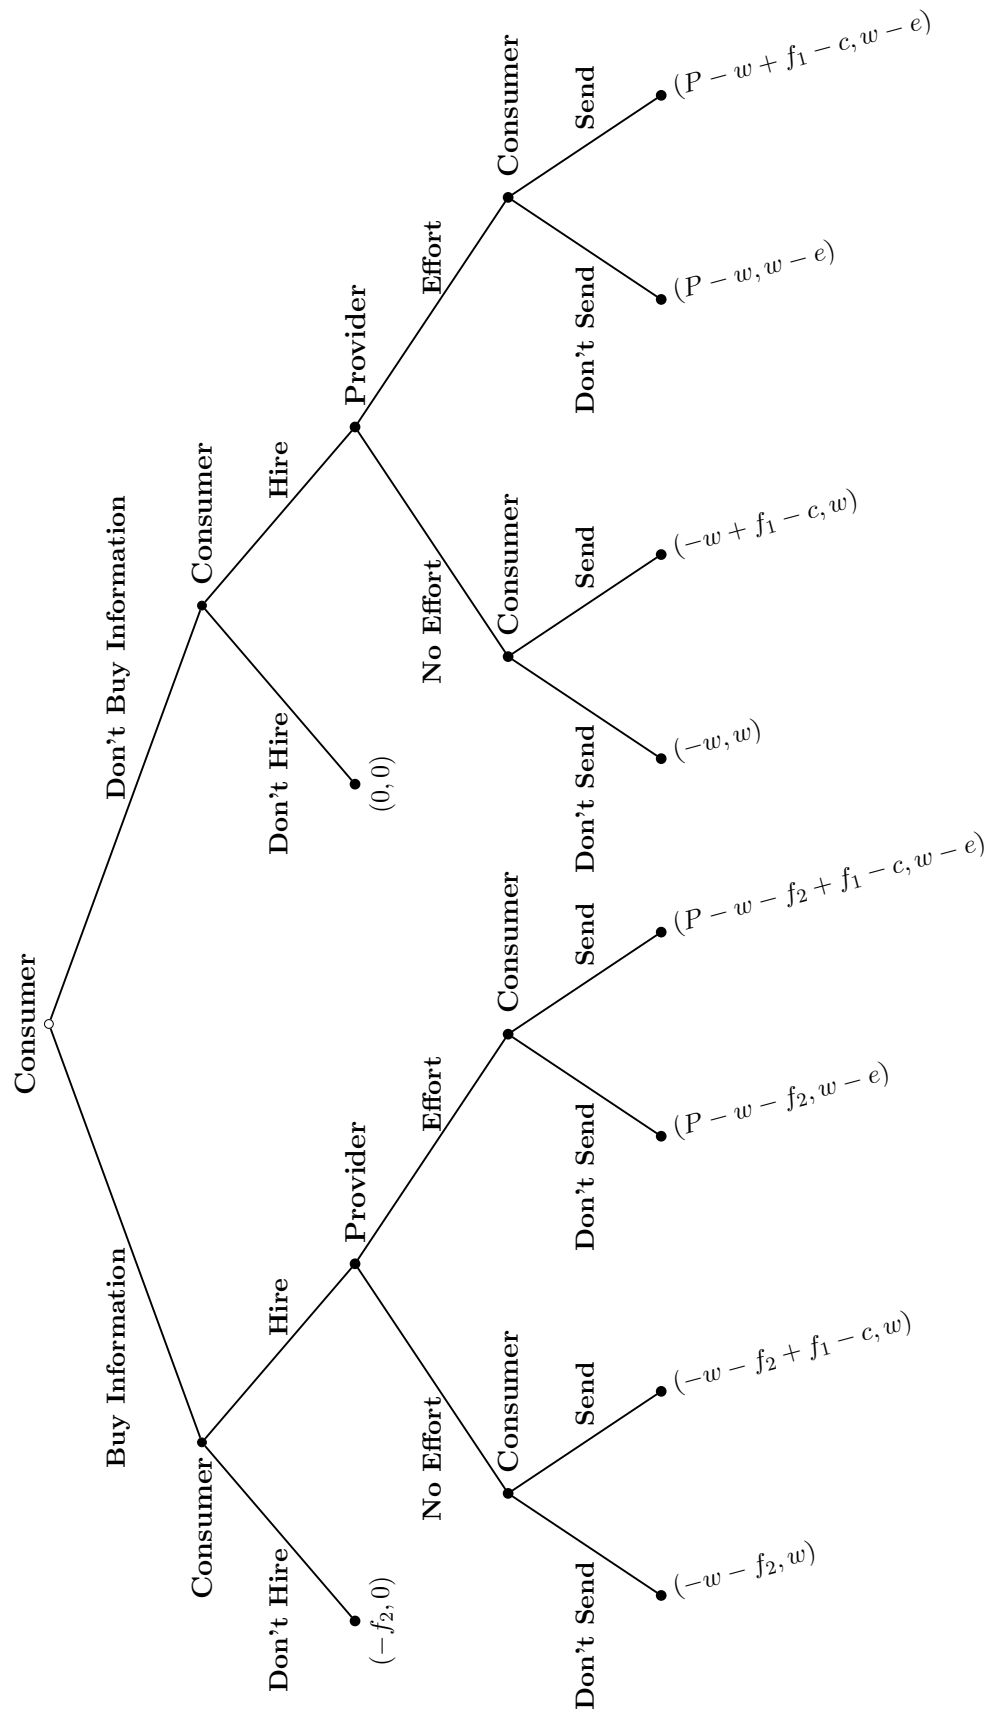 Consumer
Buy Information
Don't Buy Information
Consumer
Consumer
Don't Hire
Hire
Don't Hire
Hire
(−f₂, 0)
Provider
(0, 0)
Provider
No Effort
Effort
No Effort
Effort
Consumer
Consumer
Consumer
Consumer
Don't Send
Send
Don't Send
Send
Don't Send
Send
Don't Send
Send
(−w − f₂, w)
(−w − f₂ + f₁ − c, w)
(P − w − f₂, w − e)
(P − w − f₂ + f₁ − c, w − e)
(−w, w)
(−w + f₁ − c, w)
(P − w, w − e)
(P − w + f₁ − c, w − e)